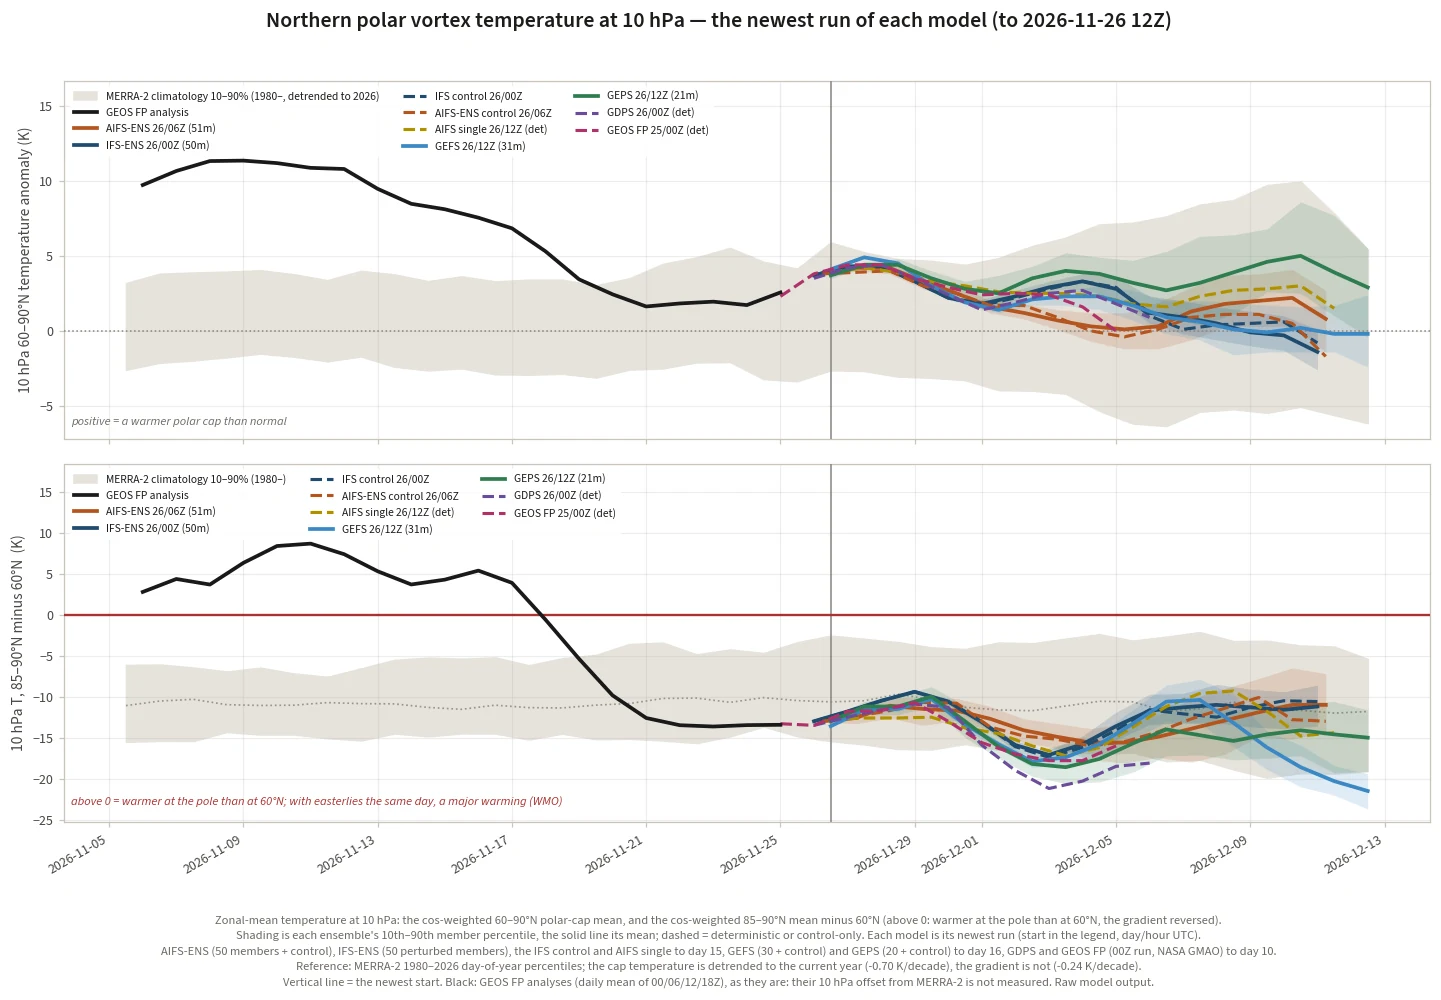 Northern polar vortex temperature at 10 hPa — the newest run of each model (to 2026-11-26 12Z)
10 hPa 60–90°N temperature anomaly (K)
15
10
5
0
−5
MERRA-2 climatology 10–90% (1980–, detrended to 2026)
GEOS FP analysis
AIFS-ENS 26/06Z (51m)
IFS-ENS 26/00Z (50m)
IFS control 26/00Z
AIFS-ENS control 26/06Z
AIFS single 26/12Z (det)
GEFS 26/12Z (31m)
GEPS 26/12Z (21m)
GDPS 26/00Z (det)
GEOS FP 25/00Z (det)
positive = a warmer polar cap than normal
10 hPa T, 85–90°N minus 60°N (K)
15
10
5
0
−5
−10
−15
−20
−25
MERRA-2 climatology 10–90% (1980–)
GEOS FP analysis
AIFS-ENS 26/06Z (51m)
IFS-ENS 26/00Z (50m)
IFS control 26/00Z
AIFS-ENS control 26/06Z
AIFS single 26/12Z (det)
GEFS 26/12Z (31m)
GEPS 26/12Z (21m)
GDPS 26/00Z (det)
GEOS FP 25/00Z (det)
above 0 = warmer at the pole than at 60°N; with easterlies the same day, a major warming (WMO)
2026-11-05
2026-11-09
2026-11-13
2026-11-17
2026-11-21
2026-11-25
2026-11-29
2026-12-01
2026-12-05
2026-12-09
2026-12-13
Zonal-mean temperature at 10 hPa: the cos-weighted 60–90°N polar-cap mean, and the cos-weighted 85–90°N mean minus 60°N (above 0: warmer at the pole than at 60°N, the gradient reversed).
Shading is each ensemble's 10th–90th member percentile, the solid line its mean; dashed = deterministic or control-only. Each model is its newest run (start in the legend, day/hour UTC).
AIFS-ENS (50 members + control), IFS-ENS (50 perturbed members), the IFS control and AIFS single to day 15, GEFS (30 + control) and GEPS (20 + control) to day 16, GDPS and GEOS FP (00Z run, NASA GMAO) to day 10.
Reference: MERRA-2 1980–2026 day-of-year percentiles; the cap temperature is detrended to the current year (-0.70 K/decade), the gradient is not (-0.24 K/decade).
Vertical line = the newest start. Black: GEOS FP analyses (daily mean of 00/06/12/18Z), as they are: their 10 hPa offset from MERRA-2 is not measured. Raw model output.